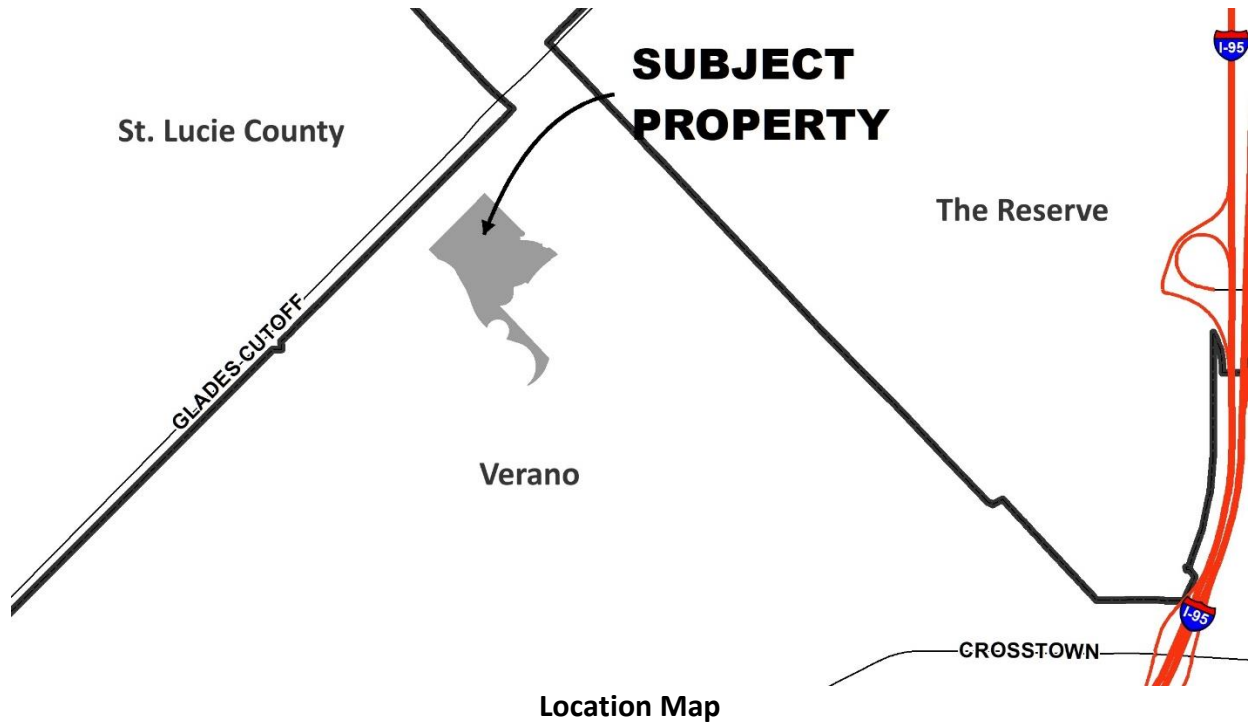 I-95
SUBJECT
PROPERTY
St. Lucie County
The Reserve
GLADES CUTOFF
Verano
I-95
CROSSTOWN
Location Map